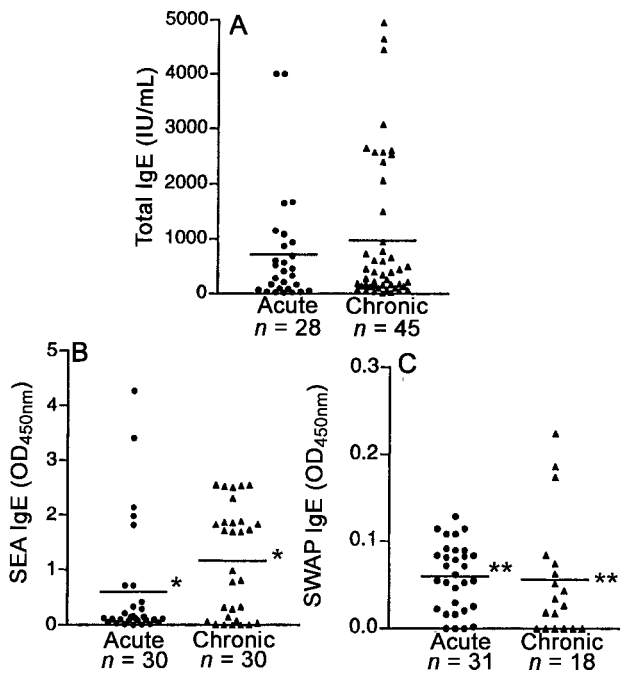 A
5000
4000
3000
2000
1000
0
Total IgE (IU/mL)
Acute
n = 28
Chronic
n = 45
B
5
4
3
2
1
0
SEA IgE (OD450nm)
*
*
Acute
n = 30
Chronic
n = 30
C
0.3
0.2
0.1
0.0
SWAP IgE (OD450nm)
**
**
Acute
n = 31
Chronic
n = 18